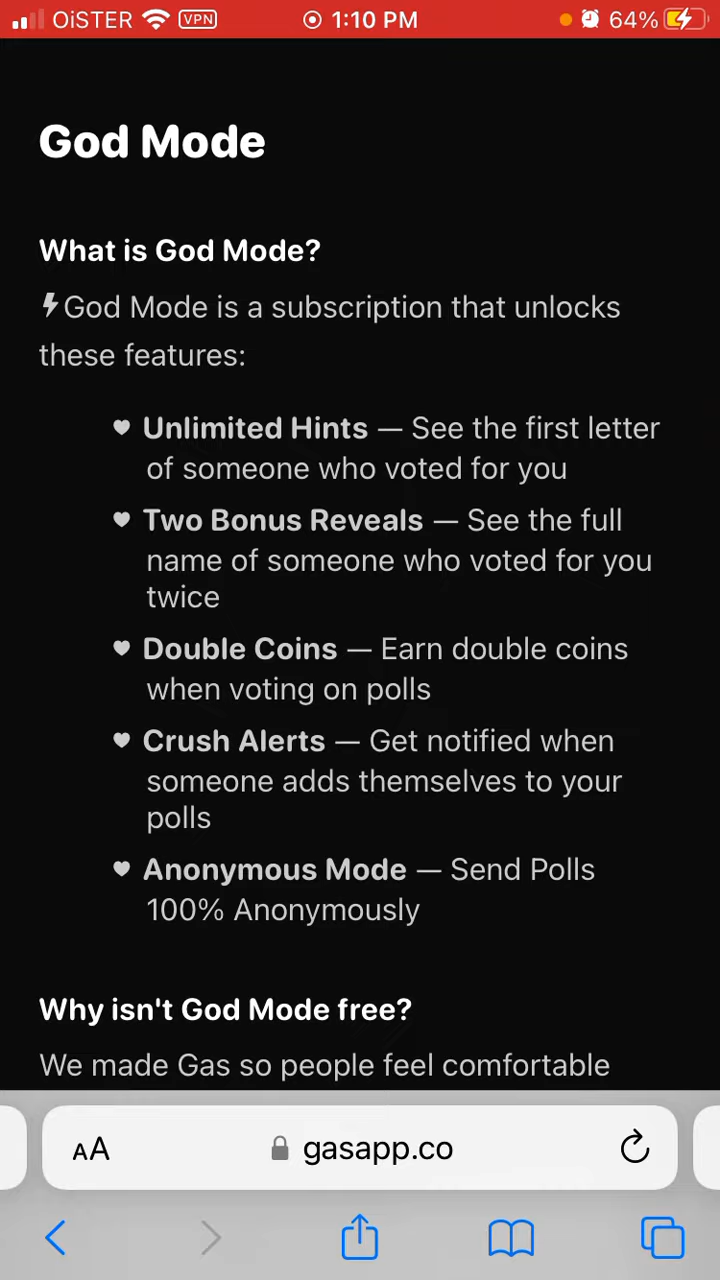 OiSTER VPN 1:10 PM 64%
God Mode
What is God Mode?
God Mode is a subscription that unlocks
these features:
Unlimited Hints — See the first letter
of someone who voted for you
Two Bonus Reveals — See the full
name of someone who voted for you
twice
Double Coins — Earn double coins
when voting on polls
Crush Alerts — Get notified when
someone adds themselves to your
polls
Anonymous Mode — Send Polls
100% Anonymously
Why isn't God Mode free?
We made Gas so people feel comfortable
AA gasapp.co